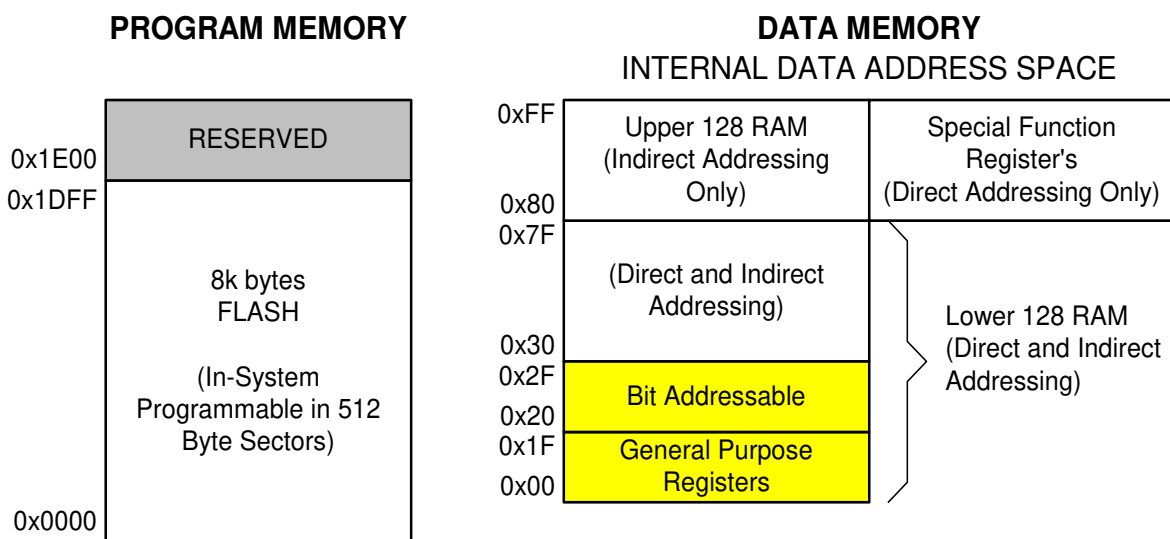 PROGRAM MEMORY
RESERVED
0x1E00
0x1DFF
8k bytes
FLASH
(In-System
Programmable in 512
Byte Sectors)
0x0000
DATA MEMORY
INTERNAL DATA ADDRESS SPACE
0xFF
Upper 128 RAM
(Indirect Addressing
Only)
Special Function
Register's
(Direct Addressing Only)
0x80
0x7F
(Direct and Indirect
Addressing)
0x30
0x2F
Bit Addressable
0x20
0x1F
General Purpose
Registers
0x00
Lower 128 RAM
(Direct and Indirect
Addressing)